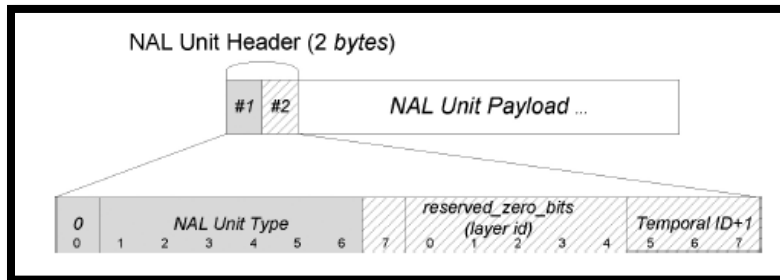 NAL Unit Header (2 bytes)
#1 #2 NAL Unit Payload ...
0 NAL Unit Type reserved_zero_bits (layer id) Temporal ID+1
0 1 2 3 4 5 6 7 0 1 2 3 4 5 6 7